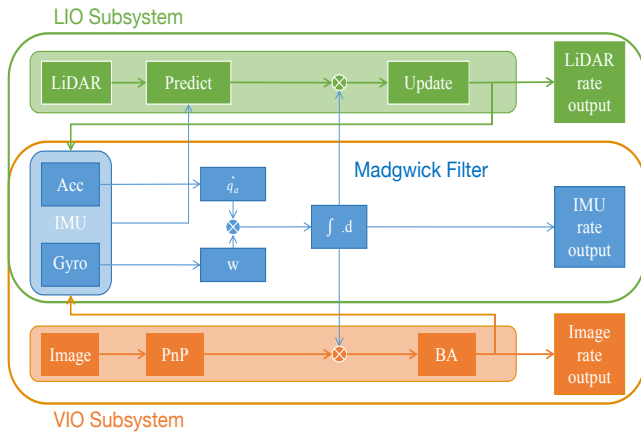 LIO Subsystem
LiDAR
Predict
Update
LiDAR
rate
output
Madgwick Filter
Acc
q̇ₐ
IMU
∫ .d
IMU
rate
output
Gyro
w
Image
PnP
BA
Image
rate
output
VIO Subsystem